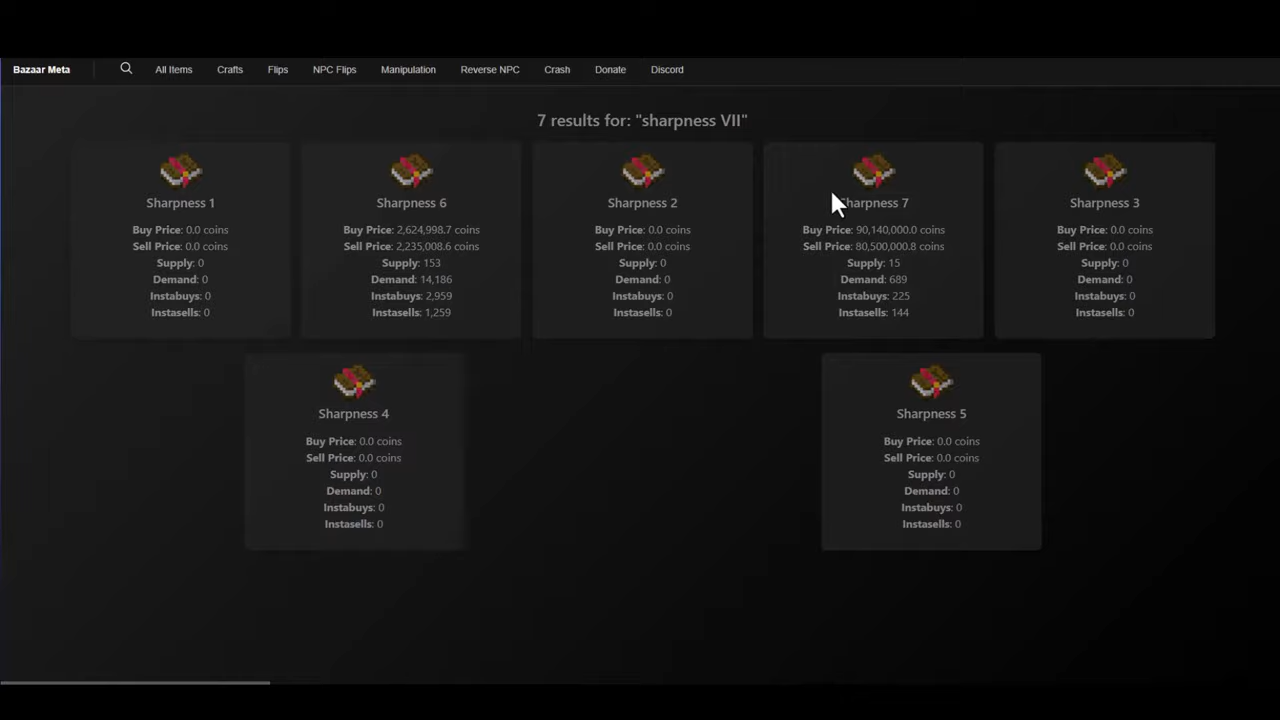 Bazaar Meta All Items Crafts Flips NPC Flips Manipulation Reverse NPC Crash Donate Discord
7 results for: "sharpness VII"
Sharpness 1
Buy Price: 0.0 coins
Sell Price: 0.0 coins
Supply: 0
Demand: 0
Instabuys: 0
Instasells: 0
Sharpness 6
Buy Price: 2,624,998.7 coins
Sell Price: 2,235,008.6 coins
Supply: 153
Demand: 14,186
Instabuys: 2,959
Instasells: 1,259
Sharpness 2
Buy Price: 0.0 coins
Sell Price: 0.0 coins
Supply: 0
Demand: 0
Instabuys: 0
Instasells: 0
Sharpness 7
Buy Price: 90,140,000.0 coins
Sell Price: 80,500,000.8 coins
Supply: 15
Demand: 689
Instabuys: 225
Instasells: 144
Sharpness 3
Buy Price: 0.0 coins
Sell Price: 0.0 coins
Supply: 0
Demand: 0
Instabuys: 0
Instasells: 0
Sharpness 4
Buy Price: 0.0 coins
Sell Price: 0.0 coins
Supply: 0
Demand: 0
Instabuys: 0
Instasells: 0
Sharpness 5
Buy Price: 0.0 coins
Sell Price: 0.0 coins
Supply: 0
Demand: 0
Instabuys: 0
Instasells: 0